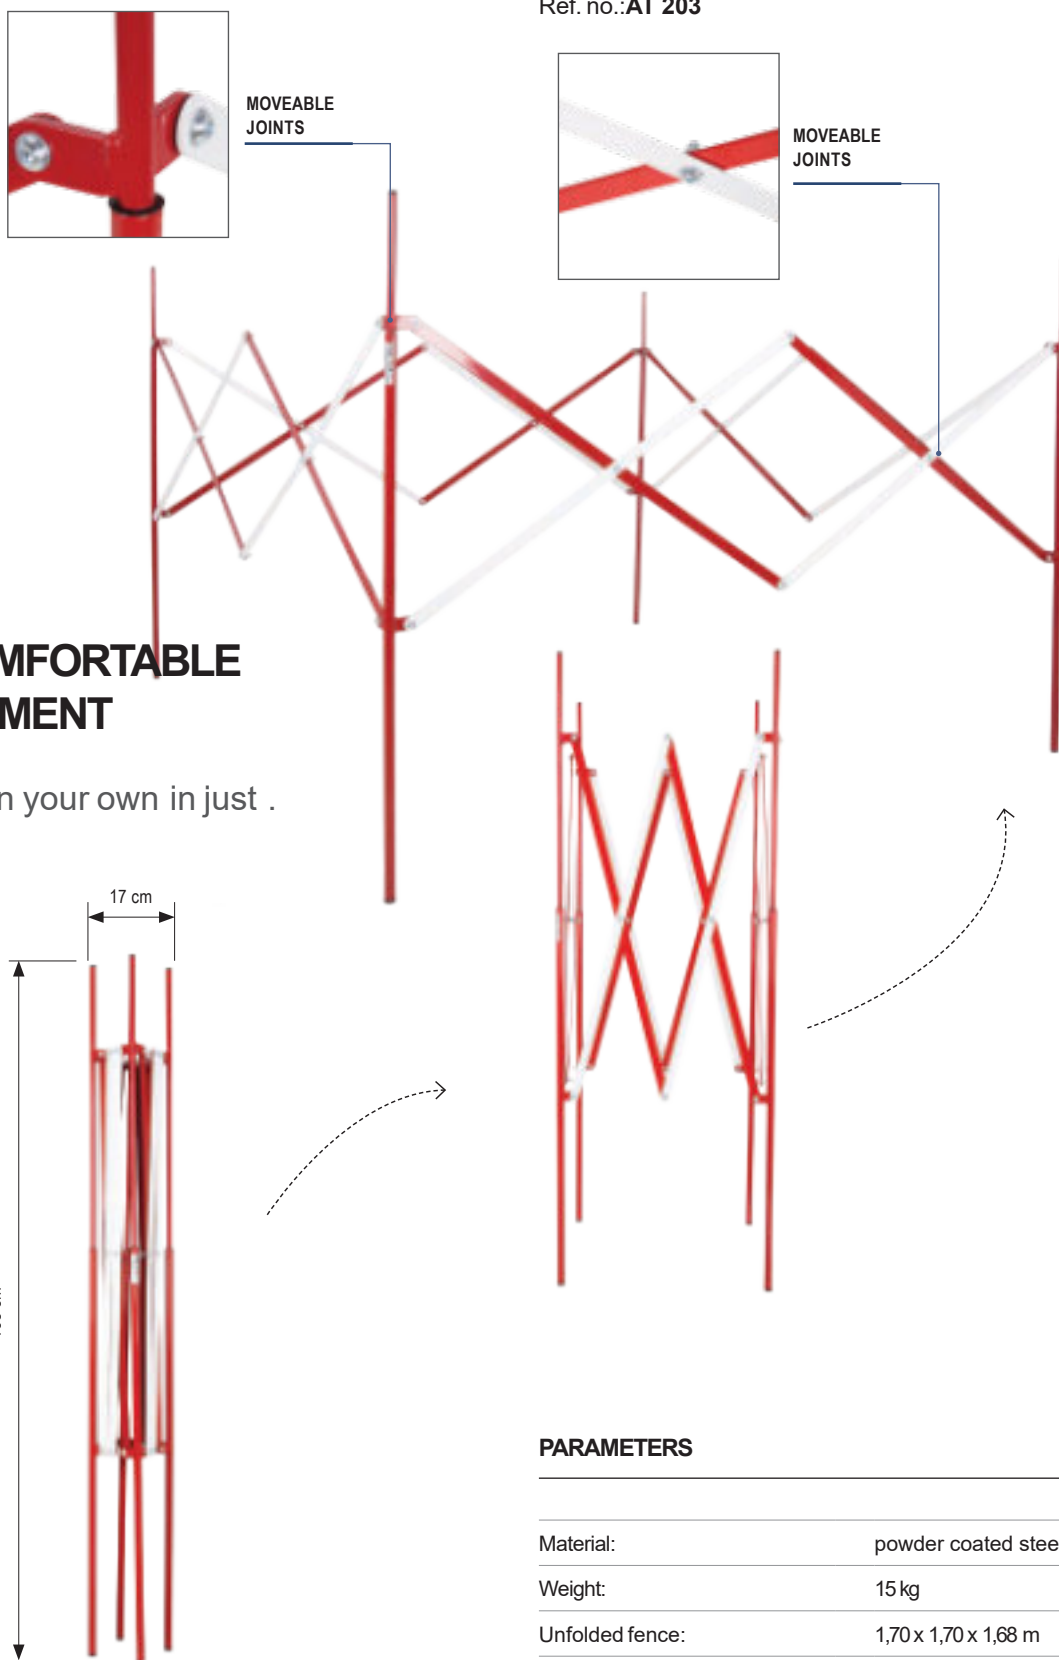 Ref. no.:AT 203
MOVEABLE
JOINTS
MOVEABLE
JOINTS
MFORTABLE
MENT
n your own in just .
17 cm
PARAMETERS
Material: powder coated stee
Weight: 15 kg
Unfolded fence: 1,70 x 1,70 x 1,68 m